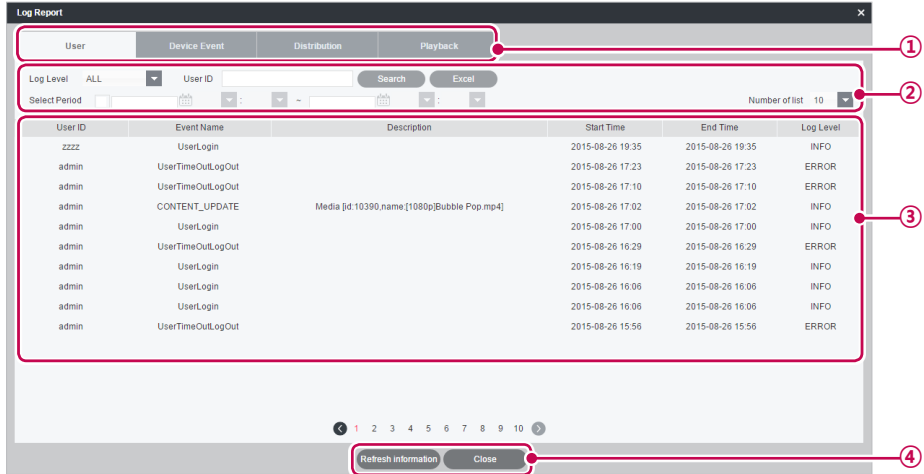 Log Report ×
User Device Event Distribution Playback ①
Log Level ALL User ID Search Excel
Select Period : ~ : Number of list 10 ②
User ID Event Name Description Start Time End Time Log Level
zzzz UserLogin 2015-08-26 19:35 2015-08-26 19:35 INFO
admin UserTimeOutLogOut 2015-08-26 17:23 2015-08-26 17:23 ERROR
admin UserTimeOutLogOut 2015-08-26 17:10 2015-08-26 17:10 ERROR
admin CONTENT_UPDATE Media [id:10390,name:[1080p]Bubble Pop.mp4] 2015-08-26 17:02 2015-08-26 17:02 INFO ③
admin UserLogin 2015-08-26 17:00 2015-08-26 17:00 INFO
admin UserTimeOutLogOut 2015-08-26 16:29 2015-08-26 16:29 ERROR
admin UserLogin 2015-08-26 16:19 2015-08-26 16:19 INFO
admin UserLogin 2015-08-26 16:06 2015-08-26 16:06 INFO
admin UserLogin 2015-08-26 16:06 2015-08-26 16:06 INFO
admin UserTimeOutLogOut 2015-08-26 15:56 2015-08-26 15:56 ERROR
1 2 3 4 5 6 7 8 9 10
Refresh information Close ④